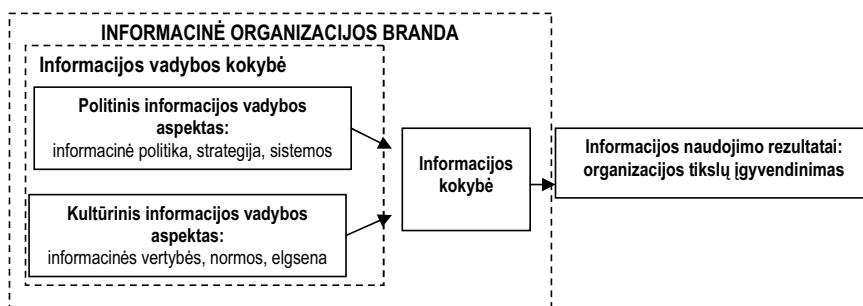 INFORMACINĖ ORGANIZACIJOS BRANDA
Informacijos vadybos kokybė
Politinis informacijos vadybos
aspektas:
informacinė politika, strategija, sistemos
Kultūrinis informacijos vadybos
aspektas:
informacinės vertybės, normos, elgsena
Informacijos
kokybė
Informacijos naudojimo rezultatai:
organizacijos tikslų įgyvendinimas